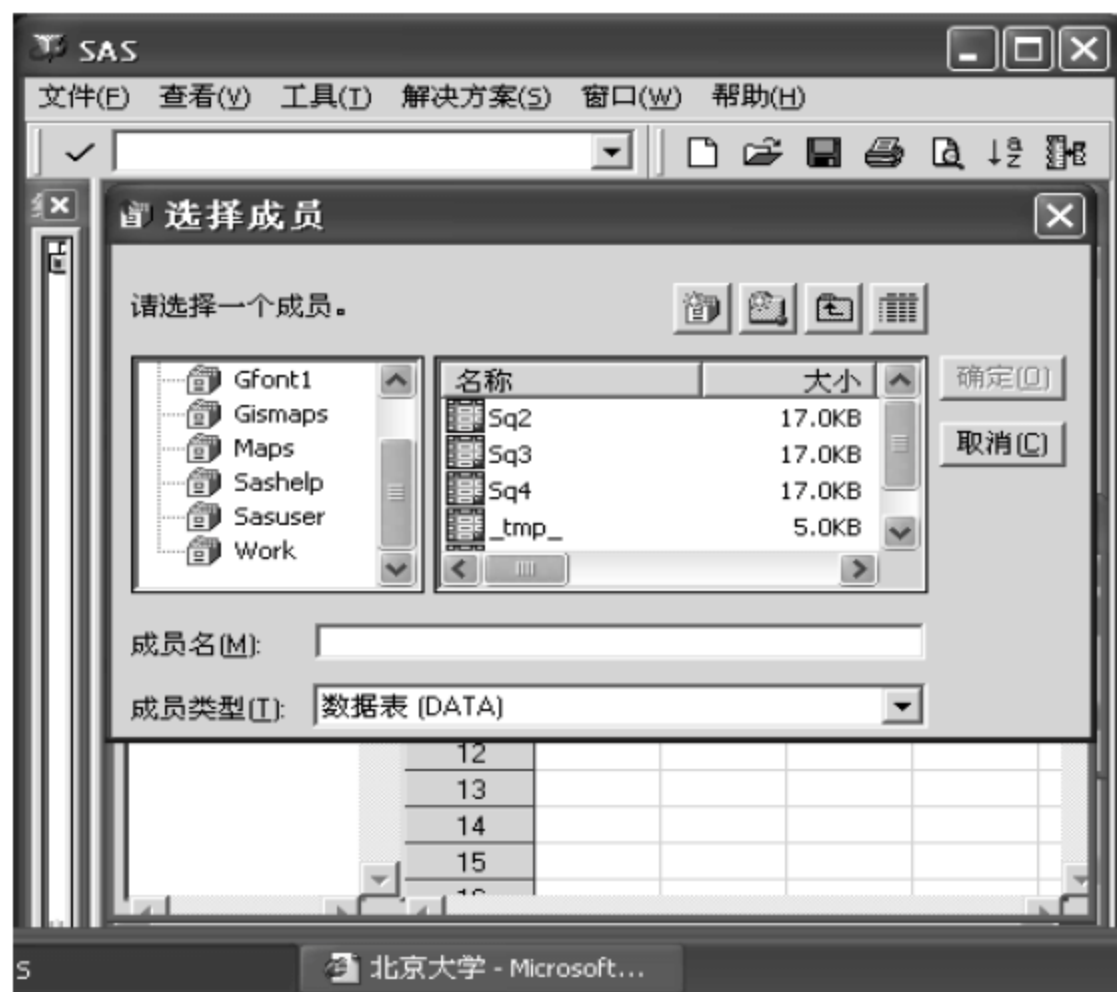 SAS
文件(F) 查看(V) 工具(T) 解决方案(S) 窗口(W) 帮助(H)
选择成员
请选择一个成员。
Gfont1
Gismaps
Maps
Sashelp
Sasuser
Work
名称 大小
Sq2 17.0KB
Sq3 17.0KB
Sq4 17.0KB
_tmp_ 5.0KB
确定(O)
取消(C)
成员名(M):
成员类型(T): 数据表 (DATA)
12
13
14
15
S
北京大学 - Microsoft...